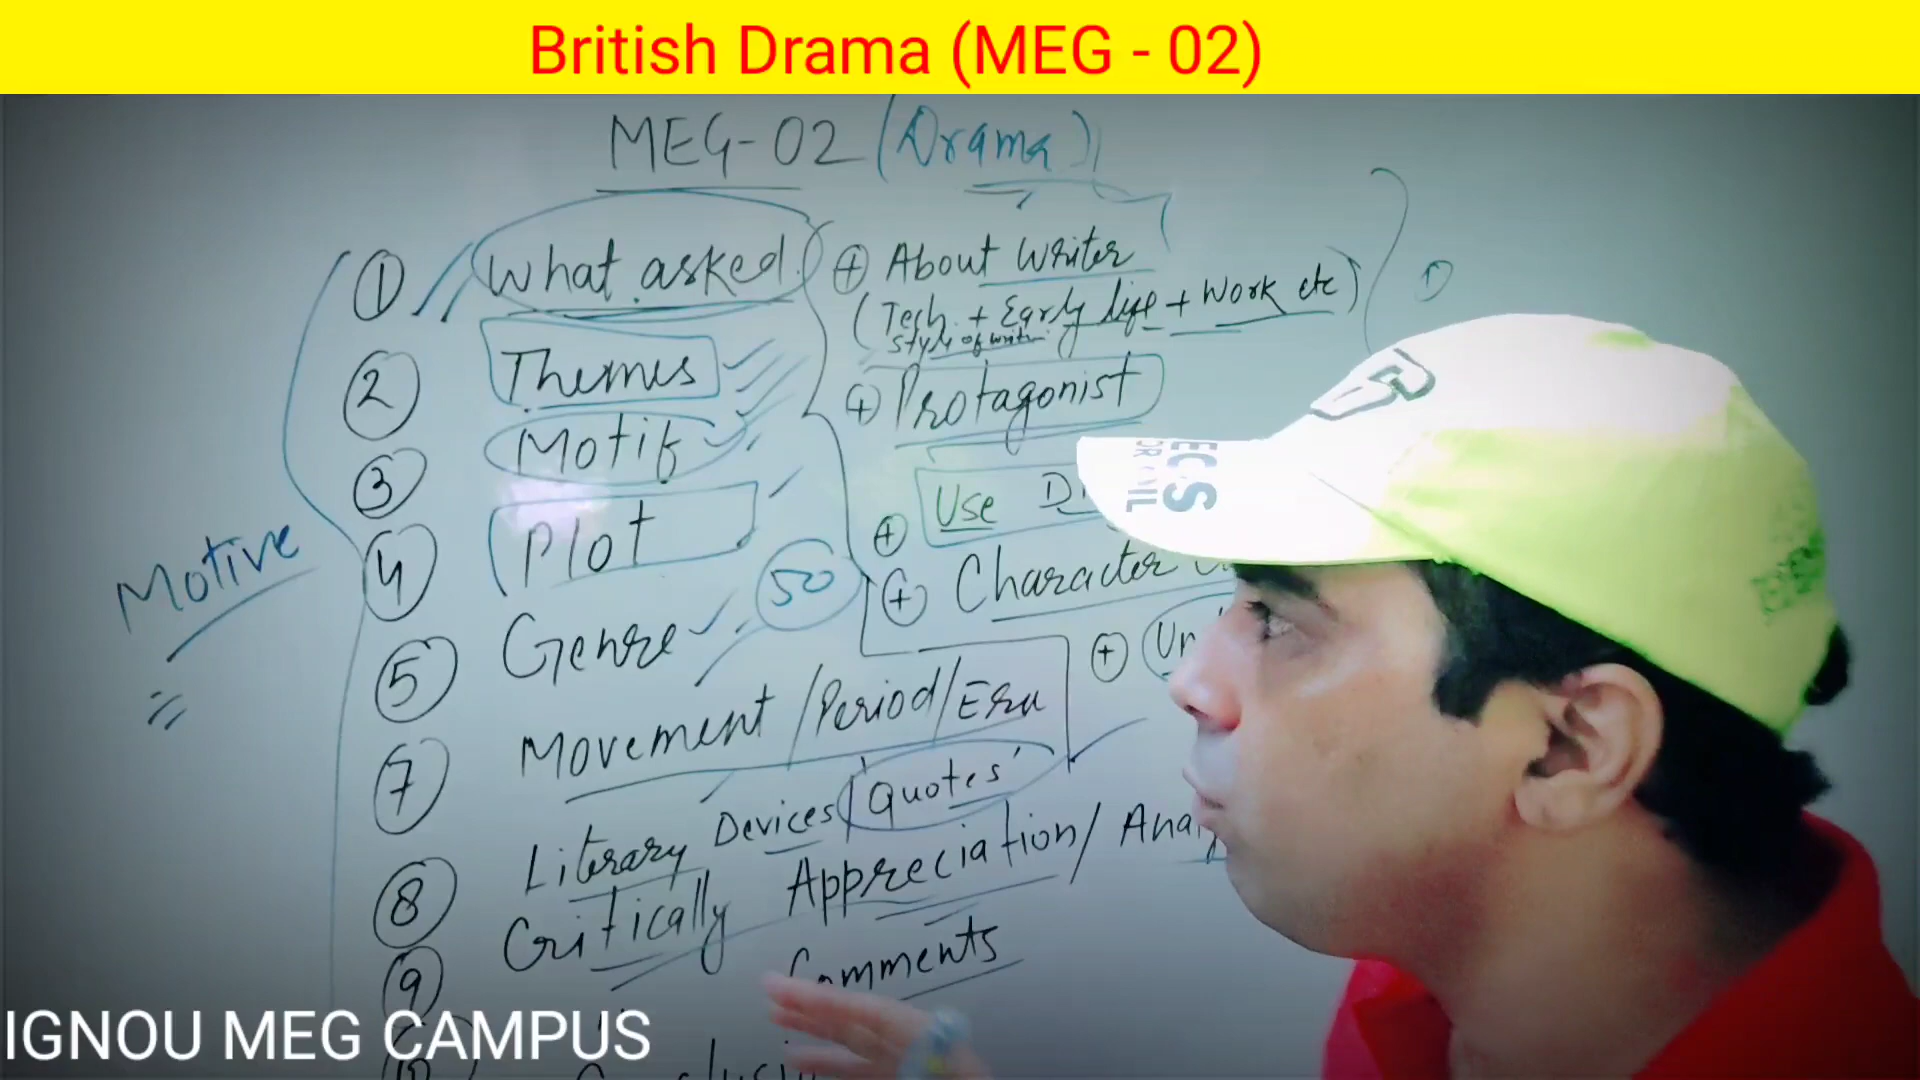 British Drama (MEG - 02)
MEG-02 (Drama)
① What asked
+ About Writer
(Tech. + Early life + Work etc)
style of
② Themes
+ Protagonist
③ Motif
④ Plot
50
+ Use
+ Character
Motive
⑤ Genre
+
⑦ Movement /Period/Era
⑧ Literary Devices/Quotes'
⑨ Critically Appreciation/
Comments
⑩
IGNOU MEG CAMPUS